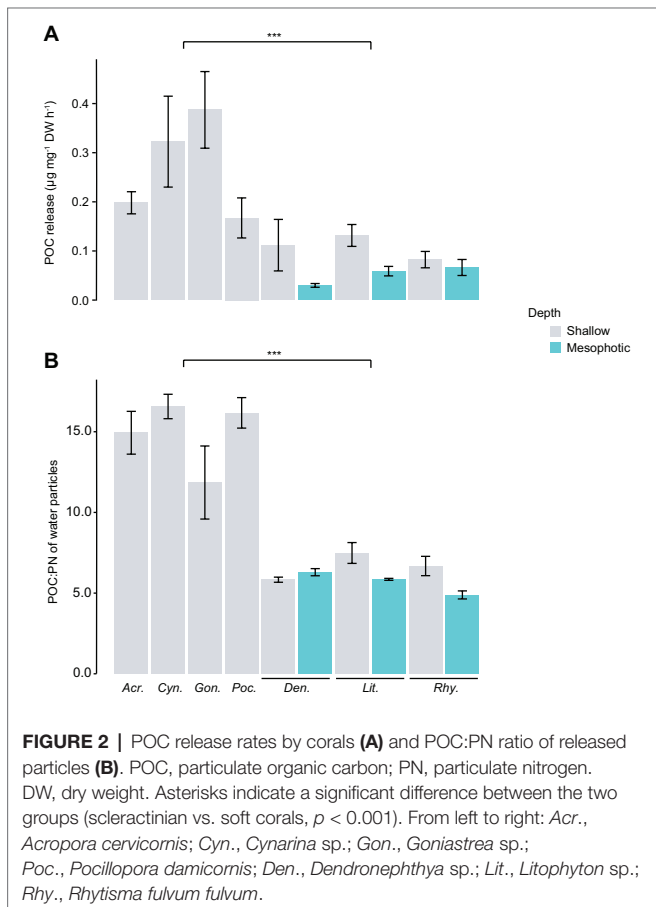 A
***
POC release (µg mg⁻¹ DW h⁻¹)
0.4
0.3
0.2
0.1
0.0
Depth
Shallow
Mesophotic
B
***
POC:PN of water particles
15.0
10.0
5.0
0.0
Acr. Cyn. Gon. Poc. Den. Lit. Rhy.
FIGURE 2 | POC release rates by corals (A) and POC:PN ratio of released
particles (B). POC, particulate organic carbon; PN, particulate nitrogen.
DW, dry weight. Asterisks indicate a significant difference between the two
groups (scleractinian vs. soft corals, p < 0.001). From left to right: Acr.,
Acropora cervicornis; Cyn., Cynarina sp.; Gon., Goniastrea sp.;
Poc., Pocillopora damicornis; Den., Dendronephthya sp.; Lit., Litophyton sp.;
Rhy., Rhytisma fulvum fulvum.